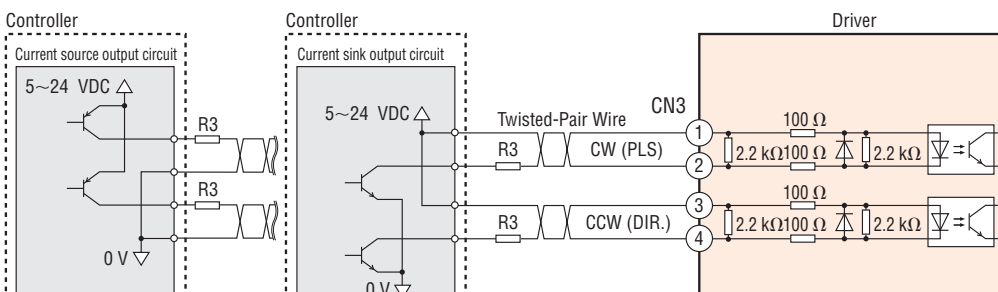 Controller
Current source output circuit
5~24 VDC
R3
R3
0 V
Controller
Current sink output circuit
5~24 VDC
0 V
Twisted-Pair Wire
R3
CW (PLS)
R3
CCW (DIR.)
Driver
CN3
1
100 Ω
2.2 kΩ
100 Ω
2.2 kΩ
2
3
100 Ω
2.2 kΩ
100 Ω
2.2 kΩ
4